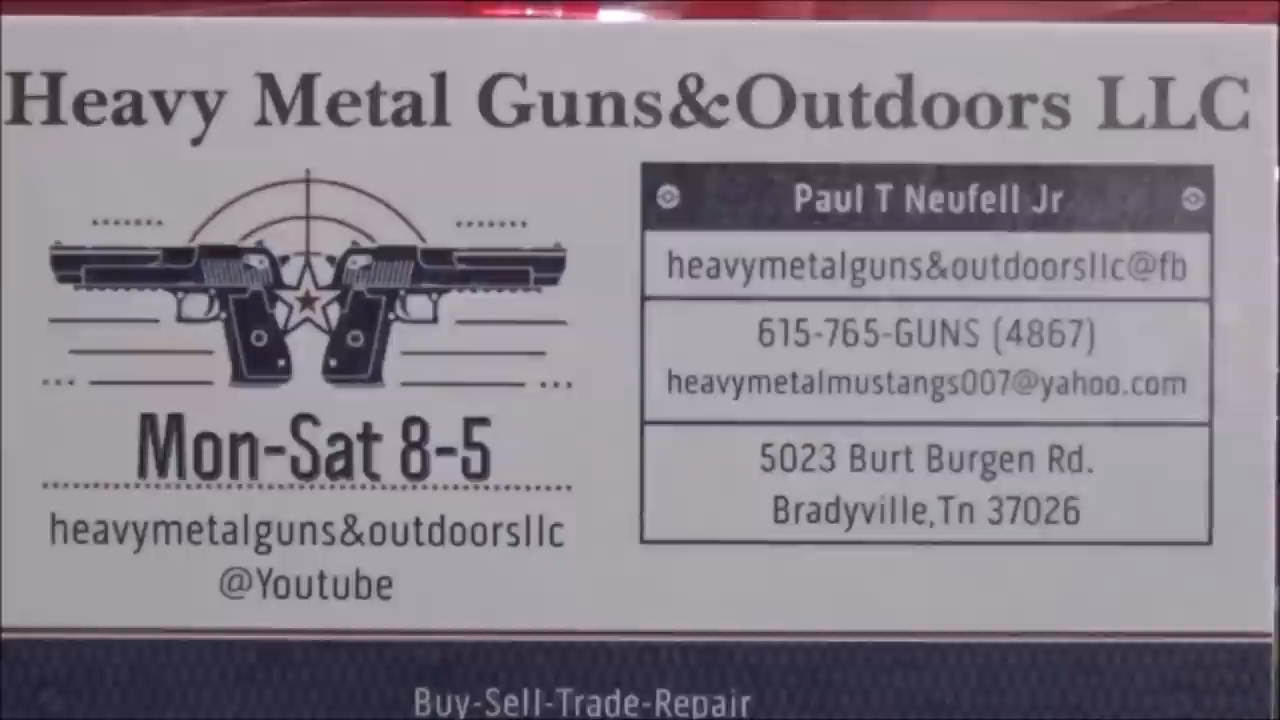 Heavy Metal Guns&Outdoors LLC
Mon-Sat 8-5
heavymetalguns&outdoorsllc
@Youtube
Paul T Neufell Jr
heavymetalguns&outdoorsllc@fb
615-765-GUNS (4867)
heavymetalmustangs007@yahoo.com
5023 Burt Burgen Rd.
Bradyville,Tn 37026
Buy-Sell-Trade-Repair